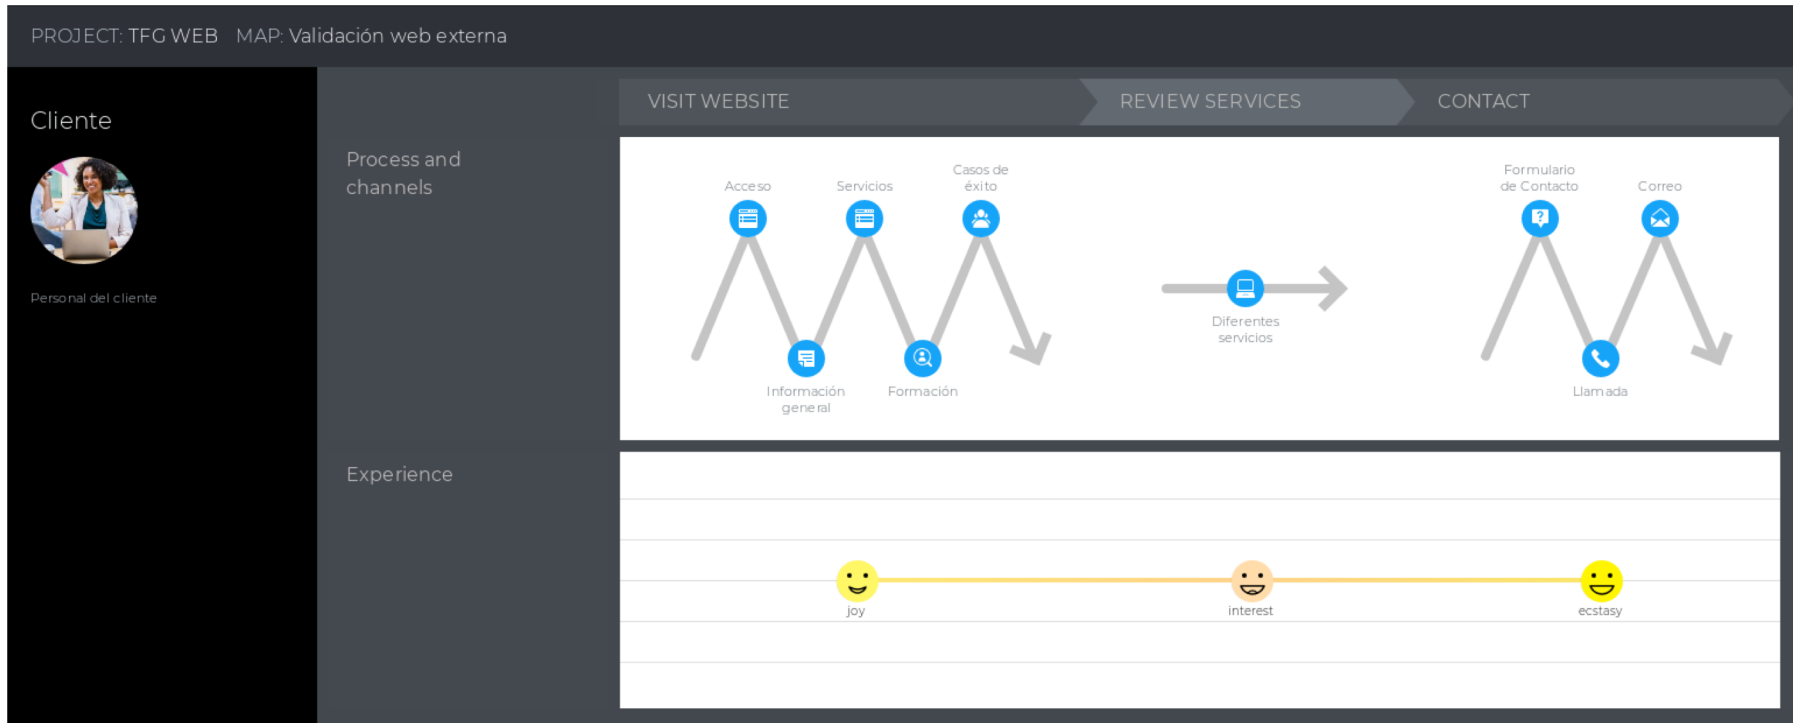 PROJECT: TFG WEB MAP: Validación web externa
Cliente
Personal del cliente
VISIT WEBSITE
REVIEW SERVICES
CONTACT
Process and
channels
Acceso
Servicios
Casos de
éxito
Información
general
Formación
Diferentes
servicios
Formulario
de Contacto
Correo
Llamada
Experience
joy
interest
ecstasy